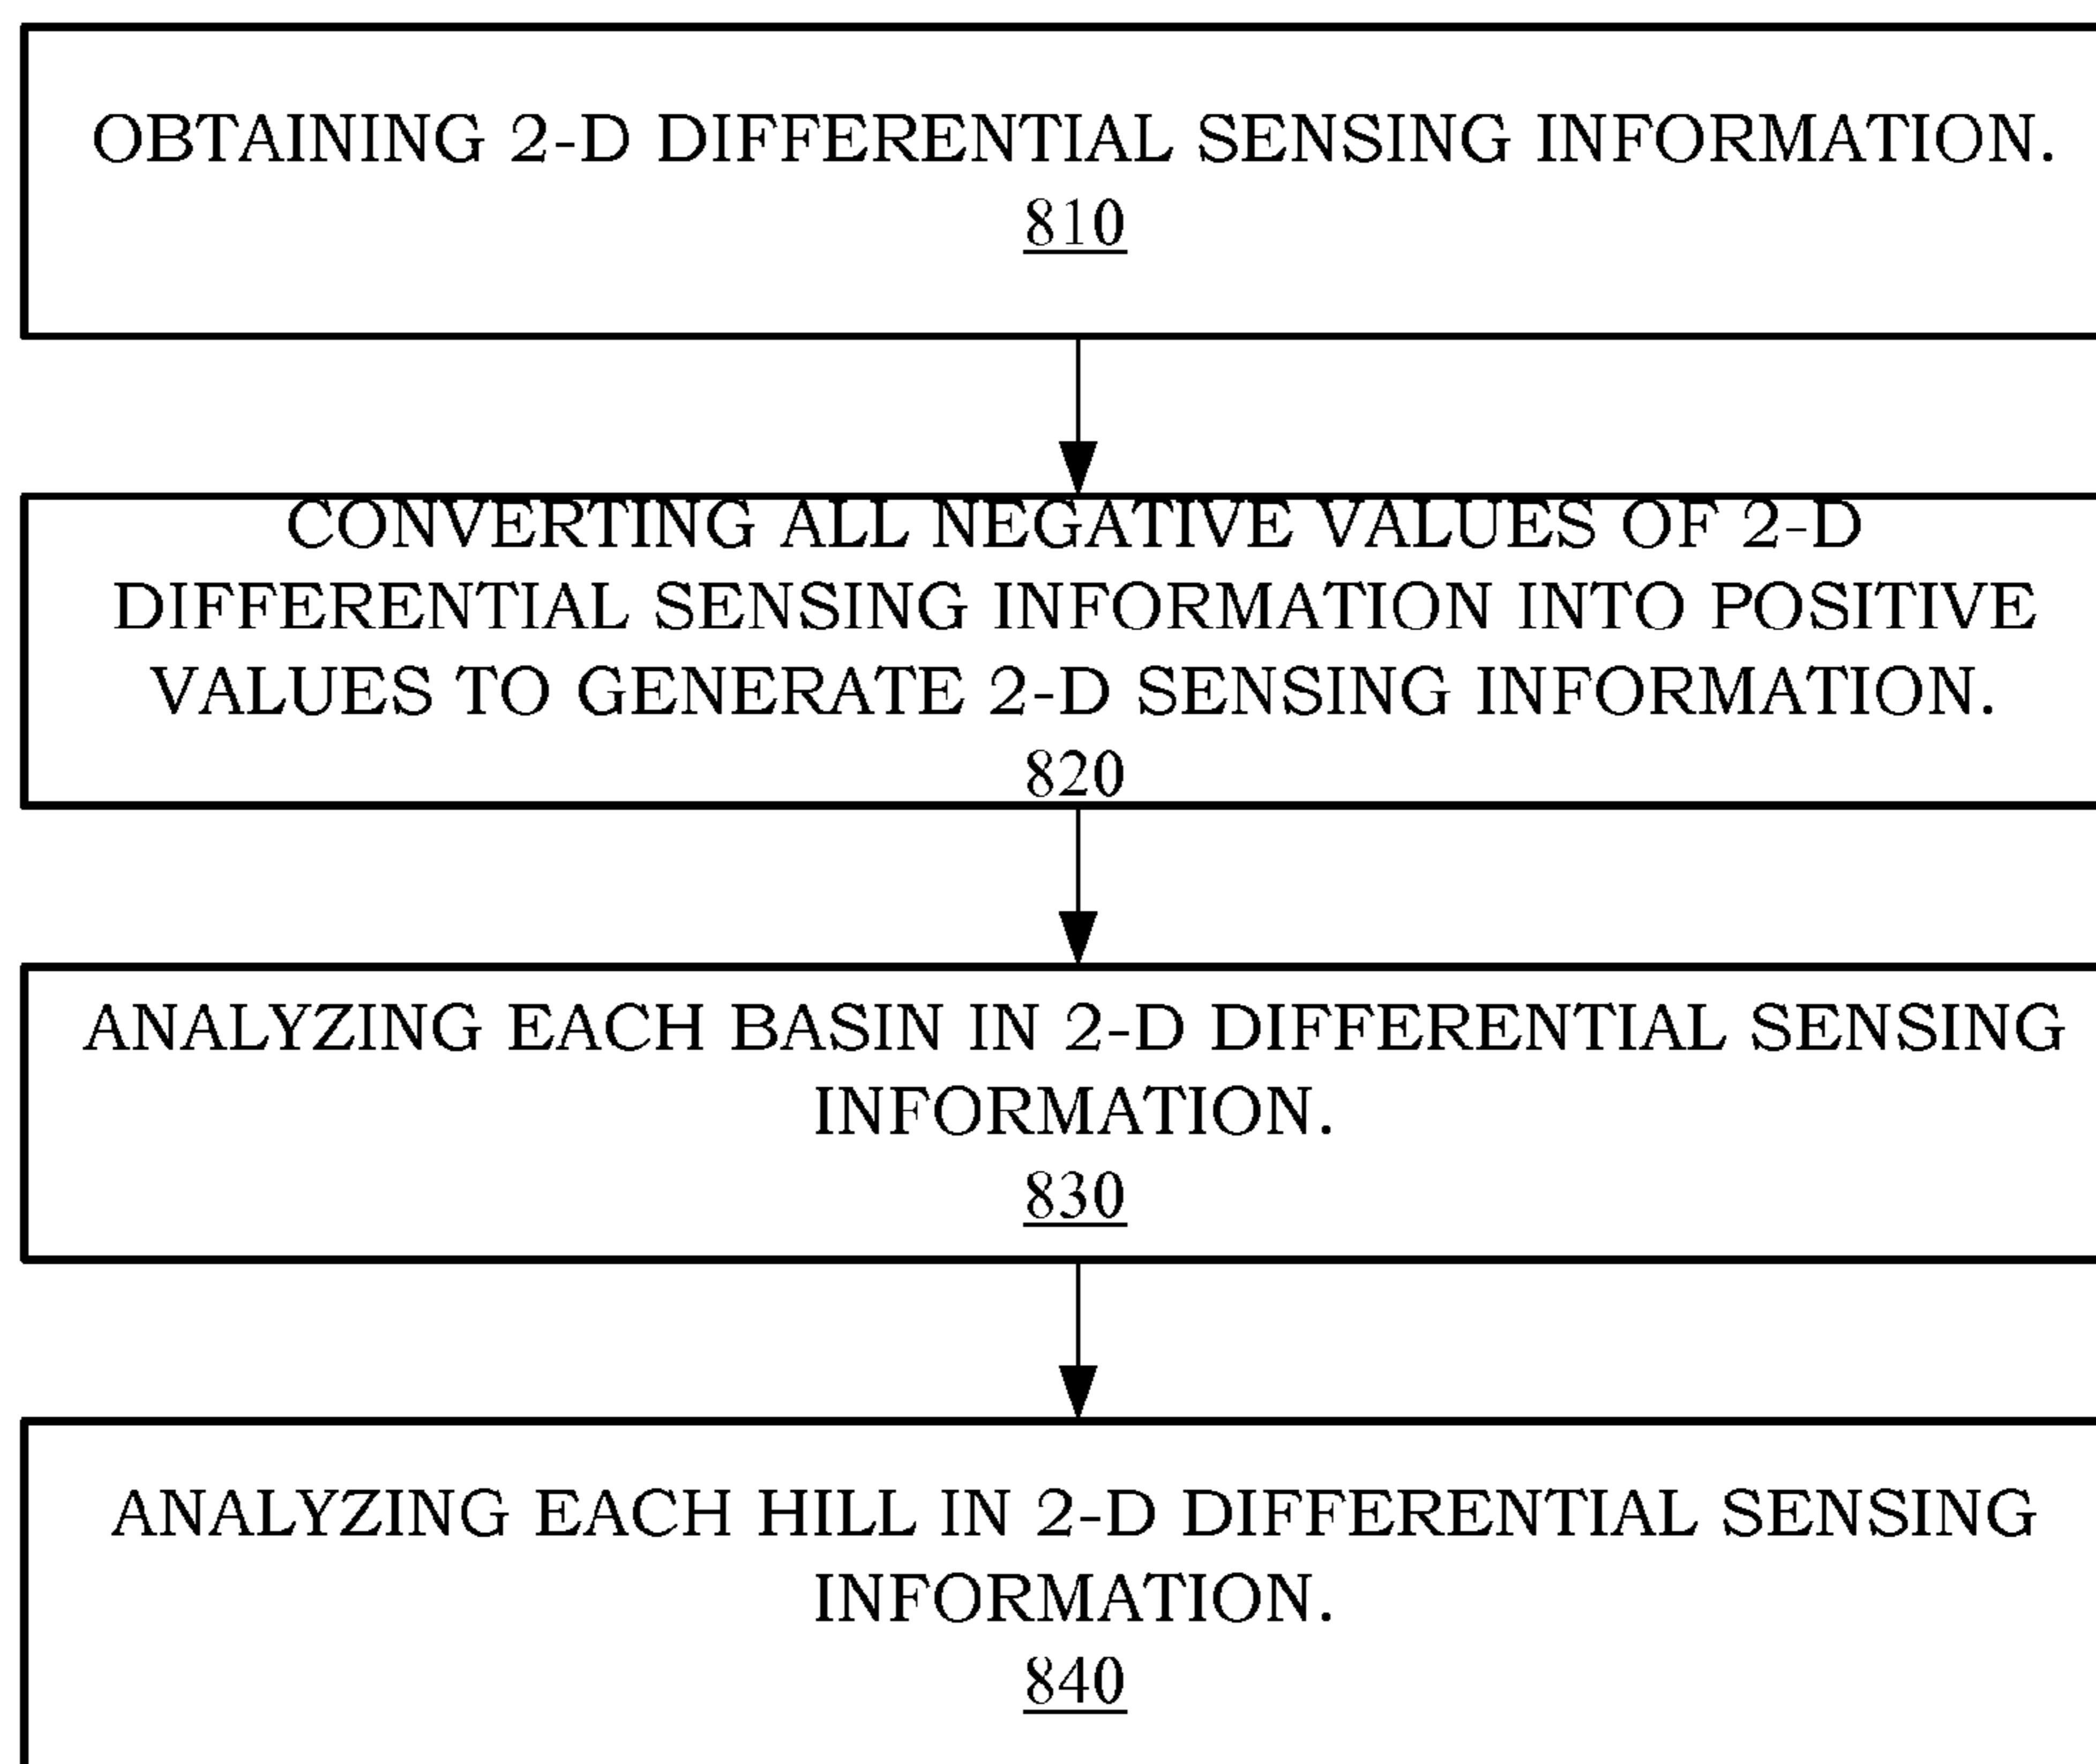 OBTAINING 2-D DIFFERENTIAL SENSING INFORMATION.
810
CONVERTING ALL NEGATIVE VALUES OF 2-D
DIFFERENTIAL SENSING INFORMATION INTO POSITIVE
VALUES TO GENERATE 2-D SENSING INFORMATION.
820
ANALYZING EACH BASIN IN 2-D DIFFERENTIAL SENSING
INFORMATION.
830
ANALYZING EACH HILL IN 2-D DIFFERENTIAL SENSING
INFORMATION.
840